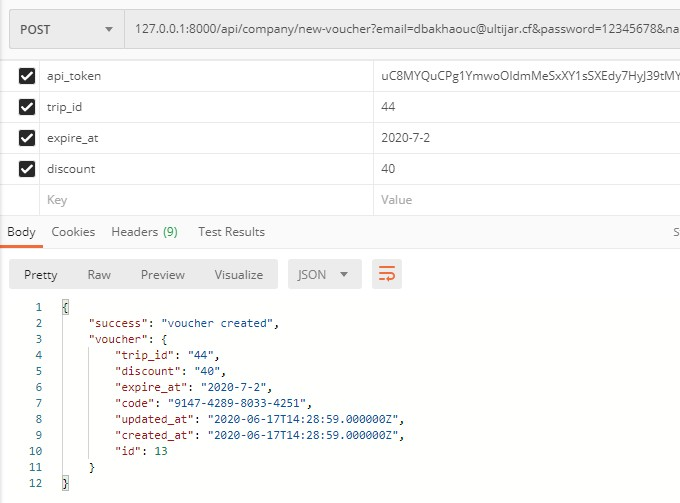 POST 127.0.0.1:8000/api/company/new-voucher?email=dbakhaouc@ultijar.cf&password=12345678&na
api_token uC8MYQuCPg1YmwoOldmMeSxXY1sSXEdy7HyJ39tMY
trip_id 44
expire_at 2020-7-2
discount 40
Key Value
Body Cookies Headers (9) Test Results S
Pretty Raw Preview Visualize JSON
1 {
2 "success": "voucher created",
3 "voucher": {
4 "trip_id": "44",
5 "discount": "40",
6 "expire_at": "2020-7-2",
7 "code": "9147-4289-8033-4251",
8 "updated_at": "2020-06-17T14:28:59.000000Z",
9 "created_at": "2020-06-17T14:28:59.000000Z",
10 "id": 13
11 }
12 }